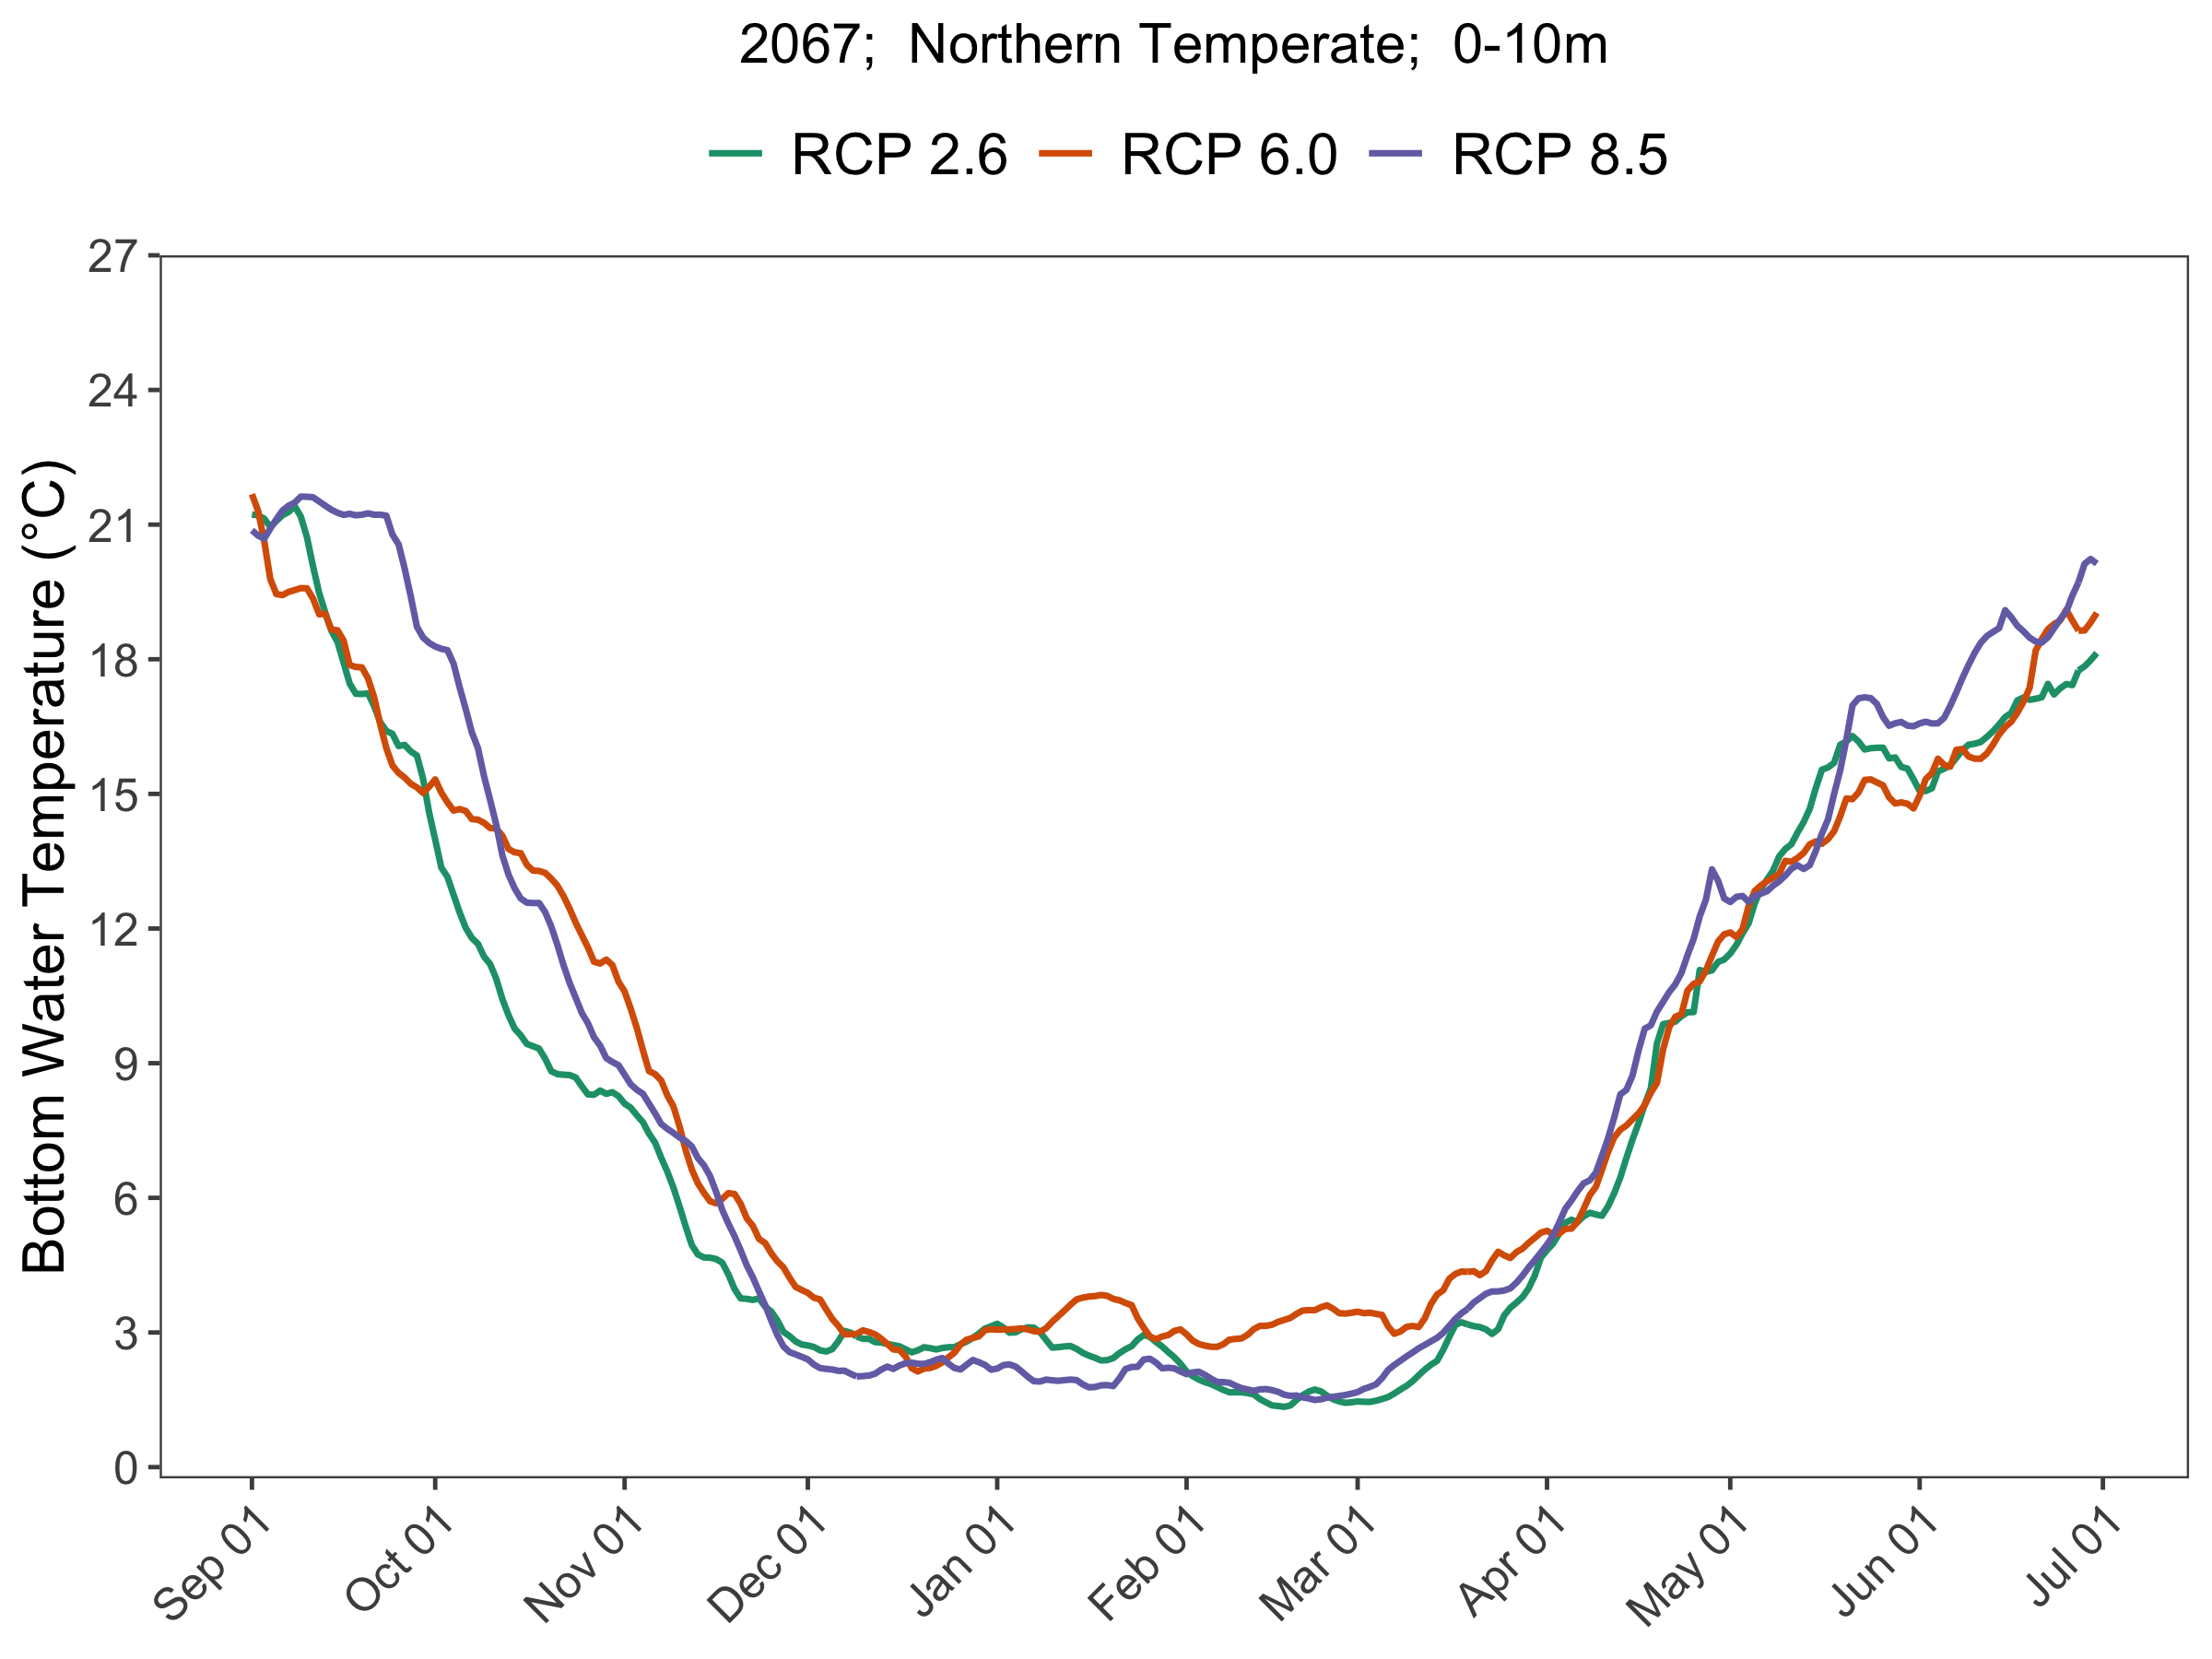 2067;  Northern Temperate;  0-10m
RCP 2.6 RCP 6.0 RCP 8.5
Bottom Water Temperature (°C)
27
24
21
18
15
12
9
6
3
0
Sep 01 Oct 01 Nov 01 Dec 01 Jan 01 Feb 01 Mar 01 Apr 01 May 01 Jun 01 Jul 01